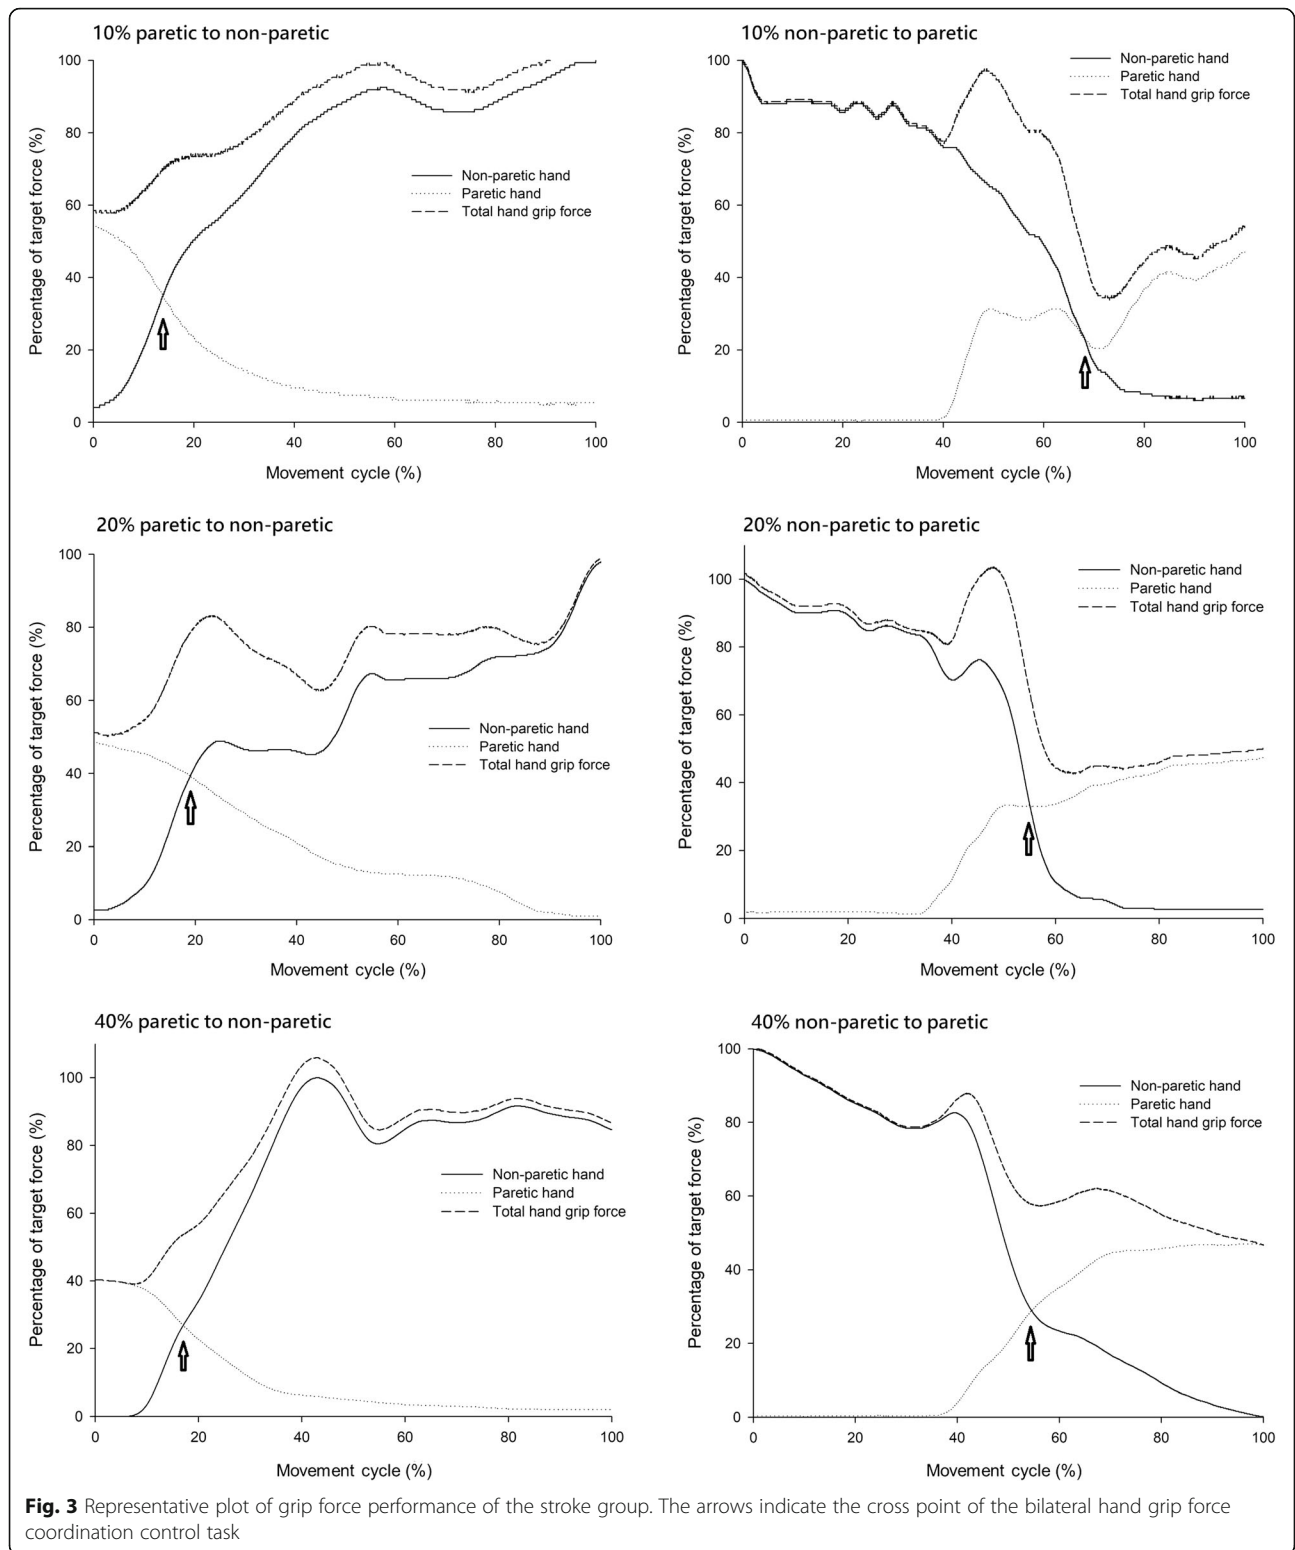 10% paretic to non-paretic
100
80
60
40
20
0
Percentage of target force (%)
Non-paretic hand
Paretic hand
Total hand grip force
0 20 40 60 80 100
Movement cycle (%)
10% non-paretic to paretic
100
80
60
40
20
0
Percentage of target force (%)
Non-paretic hand
Paretic hand
Total hand grip force
0 20 40 60 80 100
Movement cycle (%)
20% paretic to non-paretic
100
80
60
40
20
0
Percentage of target force (%)
Non-paretic hand
Paretic hand
Total hand grip force
0 20 40 60 80 100
Movement cycle (%)
20% non-paretic to paretic
100
80
60
40
20
0
Percentage of target force (%)
Non-paretic hand
Paretic hand
Total hand grip force
0 20 40 60 80 100
Movement cycle (%)
40% paretic to non-paretic
100
80
60
40
20
0
Percentage of target force (%)
Non-paretic hand
Paretic hand
Total hand grip force
0 20 40 60 80 100
Movement cycle (%)
40% non-paretic to paretic
100
80
60
40
20
0
Percentage of target force (%)
Non-paretic hand
Paretic hand
Total hand grip force
0 20 40 60 80 100
Movement cycle (%)
Fig. 3 Representative plot of grip force performance of the stroke group. The arrows indicate the cross point of the bilateral hand grip force
coordination control task